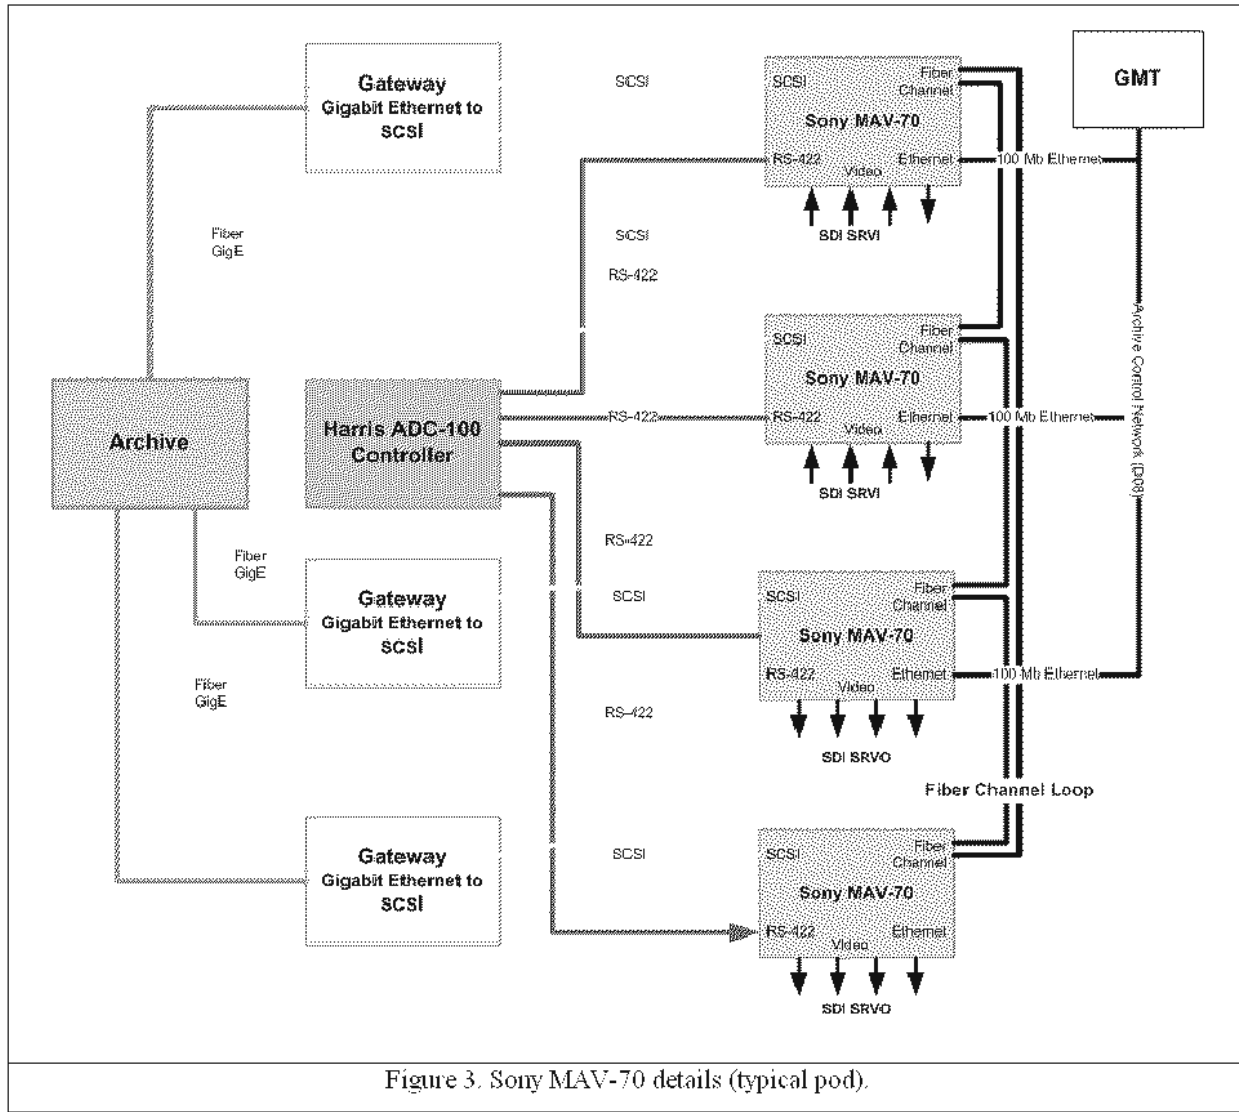 Gateway
Gigabit Ethernet to
SCSI
SCSI
SCSI
Fiber
Channel
Sony MAV-70
RS-422
Ethernet
Video
100 Mb Ethernet
GMT
SDI SRVI
Fiber
GigE
SCSI
RS-422
SCSI
Fiber
Channel
Sony MAV-70
RS-422
RS-422
Ethernet
Video
100 Mb Ethernet
SDI SRVI
Archive Control Network (D08)
Archive
Harris ADC-100
Controller
Fiber
GigE
RS-422
SCSI
Gateway
Gigabit Ethernet to
SCSI
SCSI
Fiber
Channel
Sony MAV-70
RS-422
Ethernet
Video
100 Mb Ethernet
SDI SRVO
Fiber
GigE
RS-422
Fiber Channel Loop
Gateway
Gigabit Ethernet to
SCSI
SCSI
SCSI
Fiber
Channel
Sony MAV-70
RS-422
Ethernet
Video
SDI SRVO
Figure 3. Sony MAV-70 details (typical pod).